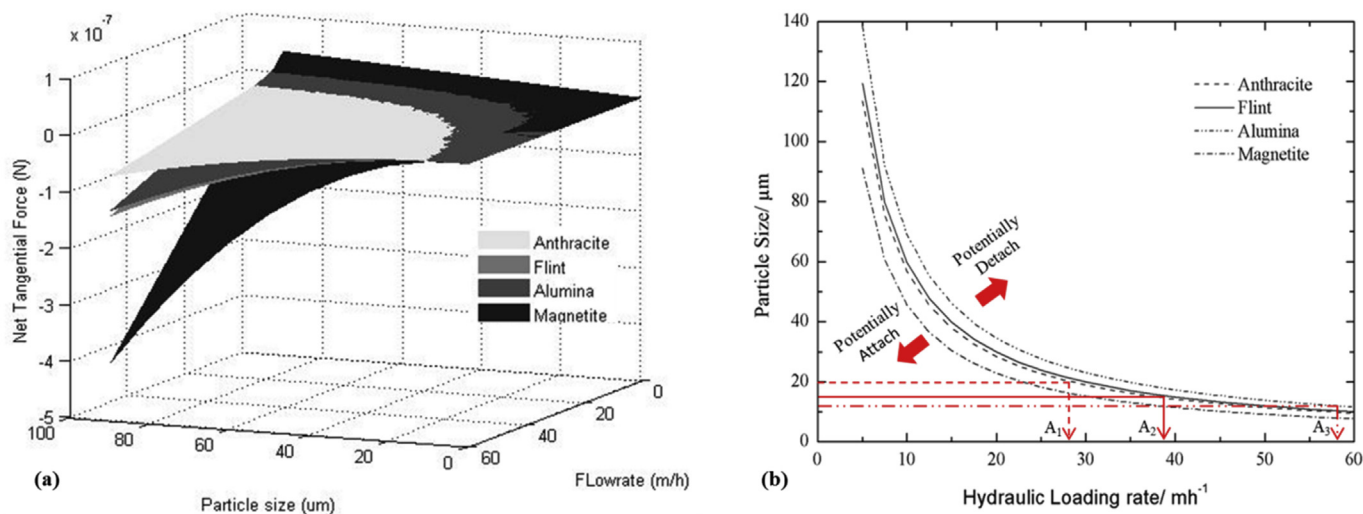 x 10⁻⁷
1
0
-1
-2
-3
-4
-5
Net Tangential Force (N)
Anthracite
Flint
Alumina
Magnetite
100
80
60
40
20
0
Particle size (um)
60
40
20
0
FLowrate (m/h)
(a)
140
120
100
80
60
40
20
0
Particle Size/ μm
Anthracite
Flint
Alumina
Magnetite
Potentially
Detach
Potentially
Attach
A₁
A₂
A₃
0
10
20
30
40
50
60
Hydraulic Loading rate/ mh⁻¹
(b)